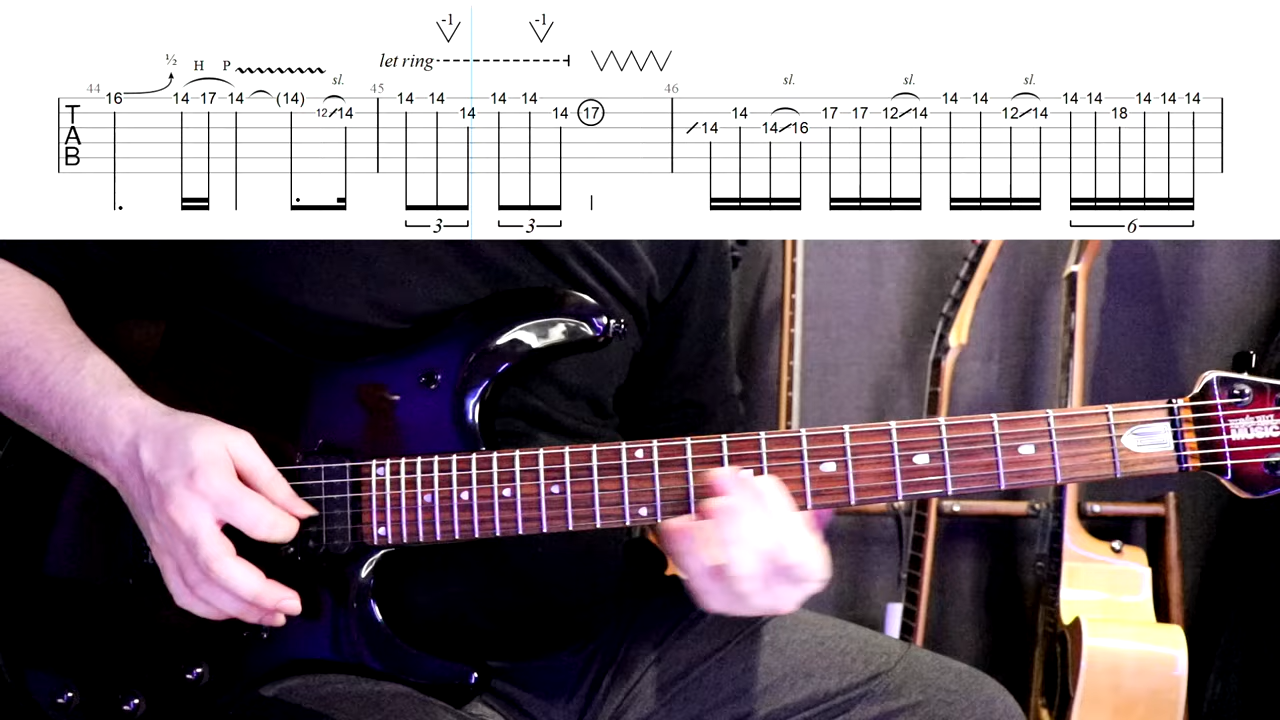 -1 -1
½ H P let ring
sl. sl. sl. sl.
44 45 46
16 14 17 14 (14) 14 14 14 14 14 14 14 14 14 14 14
T 12 14 14 14 17 14 17 17 12 14 12 14 18
A 14 14 16
B
3 3 6
MUSIC